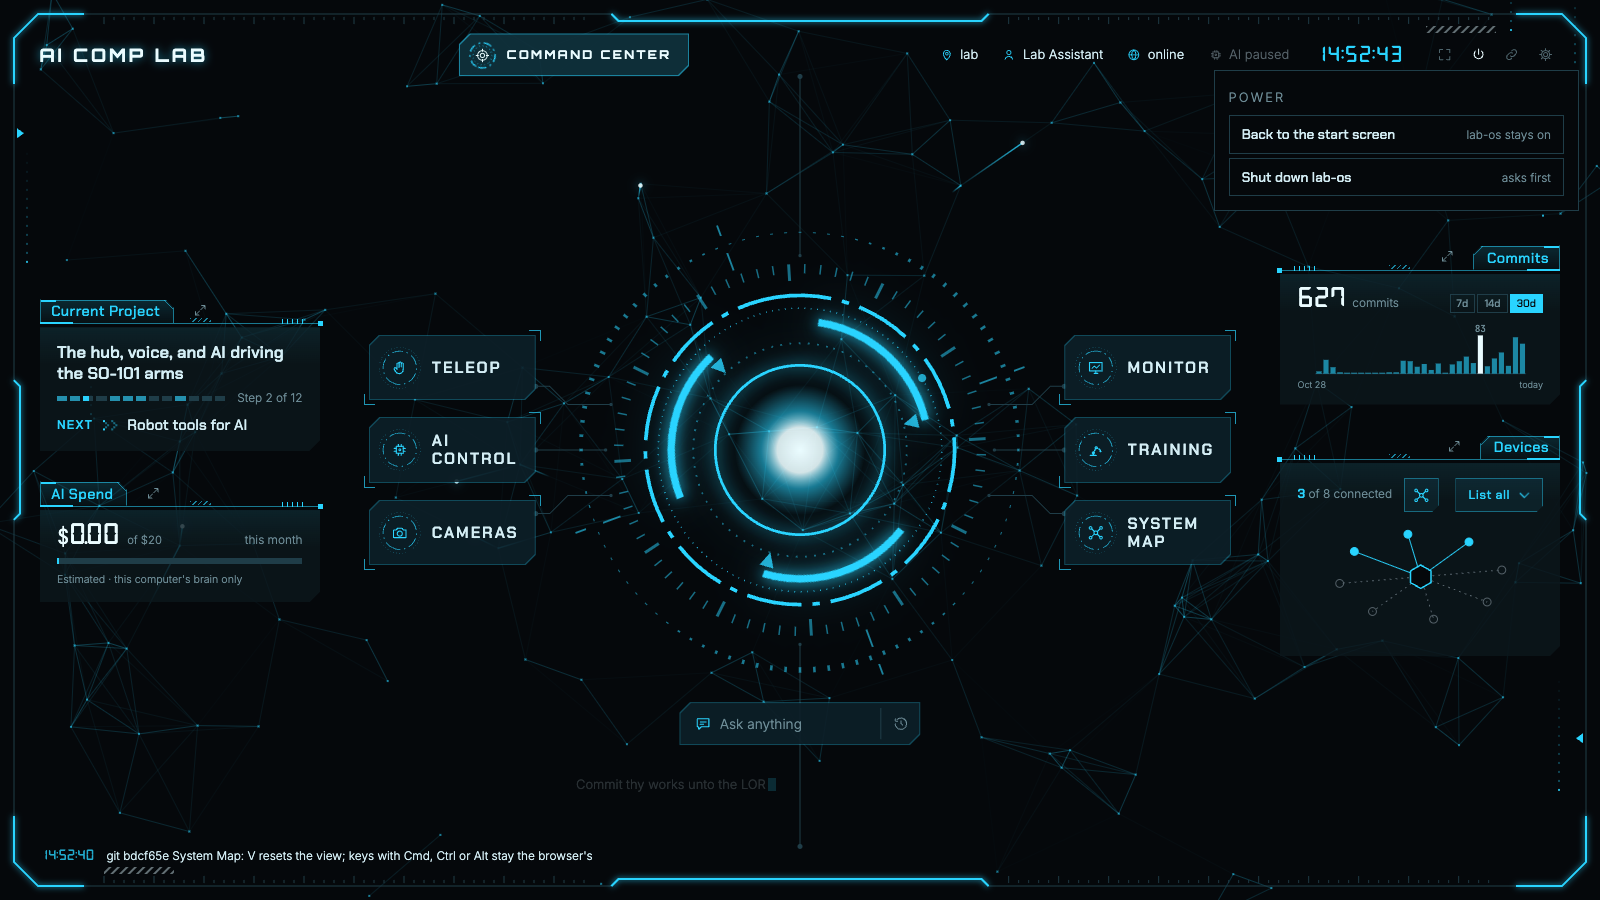 AI COMP LAB
COMMAND CENTER
lab
Lab Assistant
online
AI paused
14:52:43
POWER
Back to the start screen
lab-os stays on
Shut down lab-os
asks first
Current Project
The hub, voice, and AI driving
the SO-101 arms
Step 2 of 12
NEXT
Robot tools for AI
AI Spend
$0.00 of $20
this month
Estimated · this computer's brain only
TELEOP
AI
CONTROL
CAMERAS
MONITOR
TRAINING
SYSTEM
MAP
Commits
627 commits
7d
14d
30d
83
Oct 28
today
Devices
3 of 8 connected
List all
Ask anything
Commit thy works unto the LOR
14:52:40 git bdcf65e System Map: V resets the view; keys with Cmd, Ctrl or Alt stay the browser's